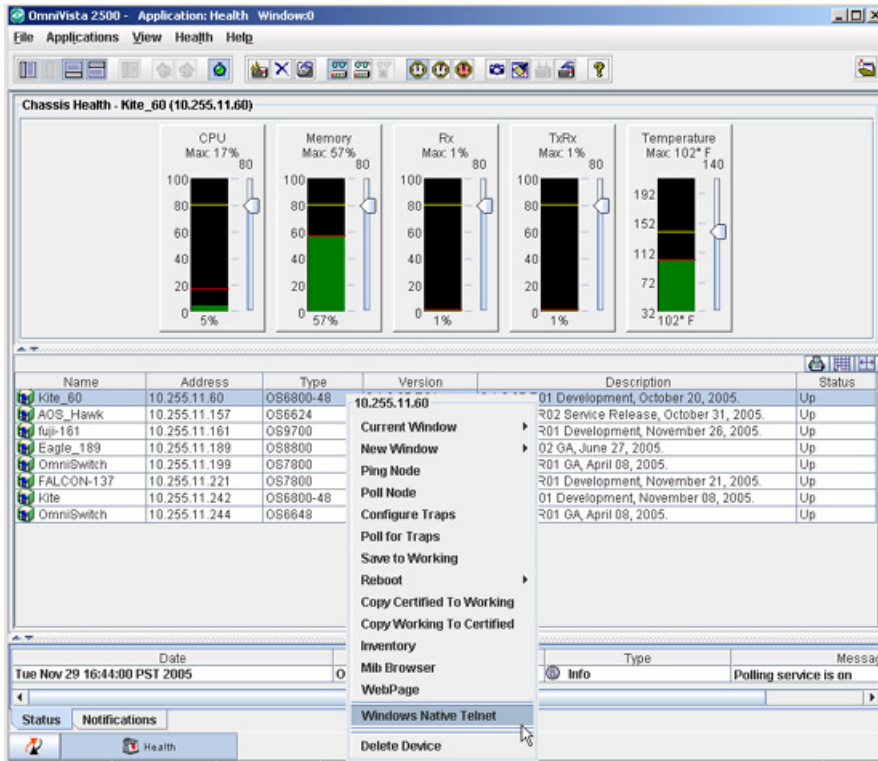 OmniVista 2500 - Application: Health Window:0
File Applications View Health Help
Chassis Health - Kite_60 (10.255.11.60)
CPU Memory Rx TxRx Temperature
Max: 17% Max: 57% Max: 1% Max: 1% Max: 102° F
80 80 80 80 140
100 100 100 100 192
80 80 80 80 152
60 60 60 60 112
40 40 40 40 72
20 20 20 20 32
0 0 0 0
5% 57% 1% 1% 102° F
Name Address Type Version Description Status
Kite_60 10.255.11.60 OS6800-48 01 Development, October 20, 2005. Up
AOS_Hawk 10.255.11.157 OS6624 R02 Service Release, October 31, 2005. Up
fuji-161 10.255.11.161 OS9700 R01 Development, November 26, 2005. Up
Eagle_189 10.255.11.189 OS8800 02 GA, June 27, 2005. Up
OmniSwitch 10.255.11.199 OS7800 R01 GA, April 08, 2005. Up
FALCON-137 10.255.11.221 OS7800 R01 Development, November 21, 2005. Up
Kite 10.255.11.242 OS6800-48 01 Development, November 08, 2005. Up
OmniSwitch 10.255.11.244 OS6648 R01 GA, April 08, 2005. Up
10.255.11.60
Current Window
New Window
Ping Node
Poll Node
Configure Traps
Poll for Traps
Save to Working
Reboot
Copy Certified To Working
Copy Working To Certified
Inventory
Mib Browser
WebPage
Windows Native Telnet
Delete Device
Date Type Messa
Tue Nov 29 16:44:00 PST 2005 O Info Polling service is on
Status Notifications
Health